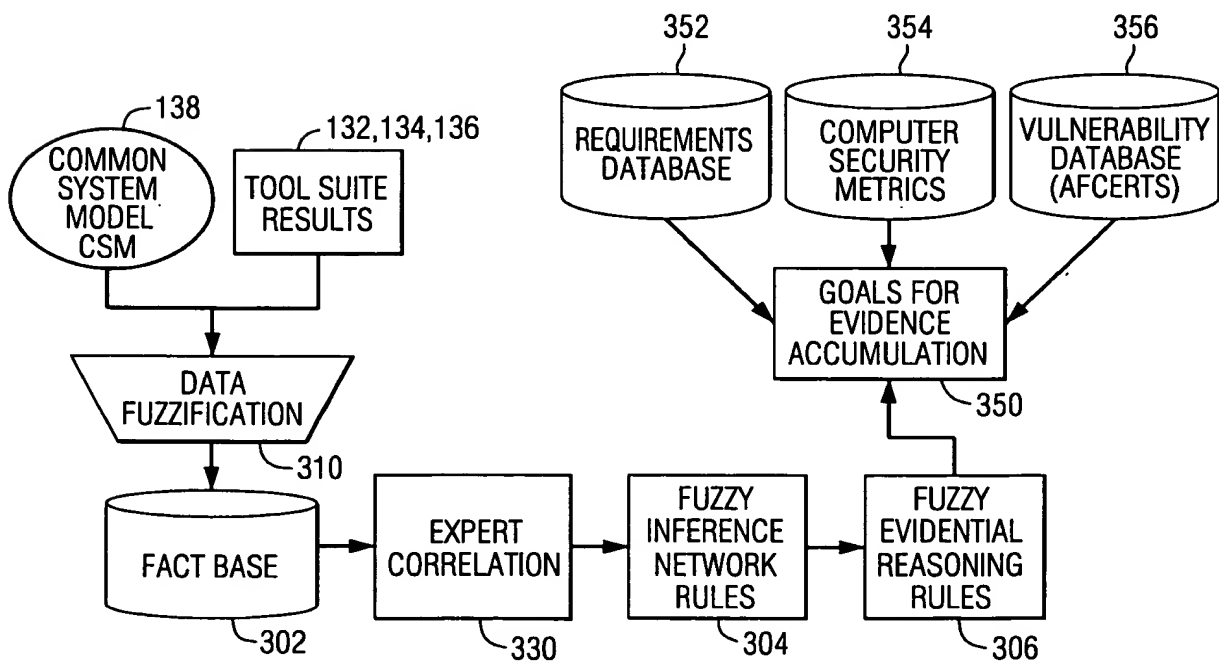 352
354
356
138
132,134,136
REQUIREMENTS
DATABASE
COMPUTER
SECURITY
METRICS
VULNERABILITY
DATABASE
(AFCERTS)
COMMON
SYSTEM
MODEL
CSM
TOOL SUITE
RESULTS
GOALS FOR
EVIDENCE
ACCUMULATION
350
DATA
FUZZIFICATION
310
FACT BASE
302
EXPERT
CORRELATION
330
FUZZY
INFERENCE
NETWORK
RULES
304
FUZZY
EVIDENTIAL
REASONING
RULES
306